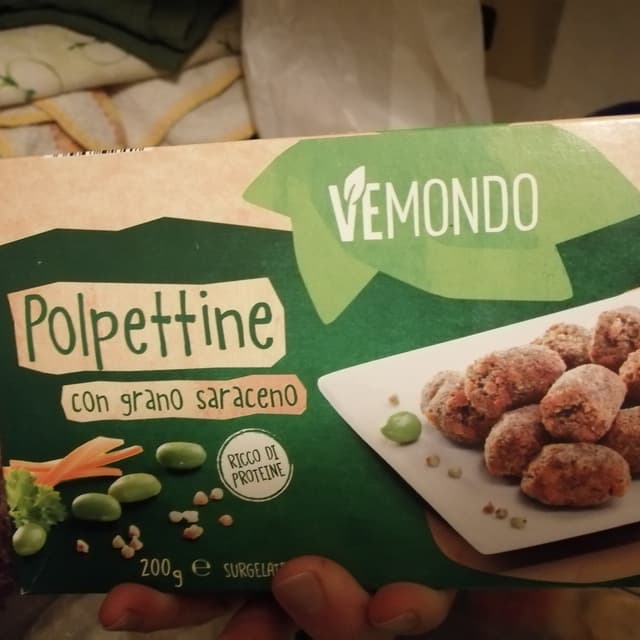 VEMONDO
Polpettine
con grano saraceno
RICCO DI
PROTEINE
200g e